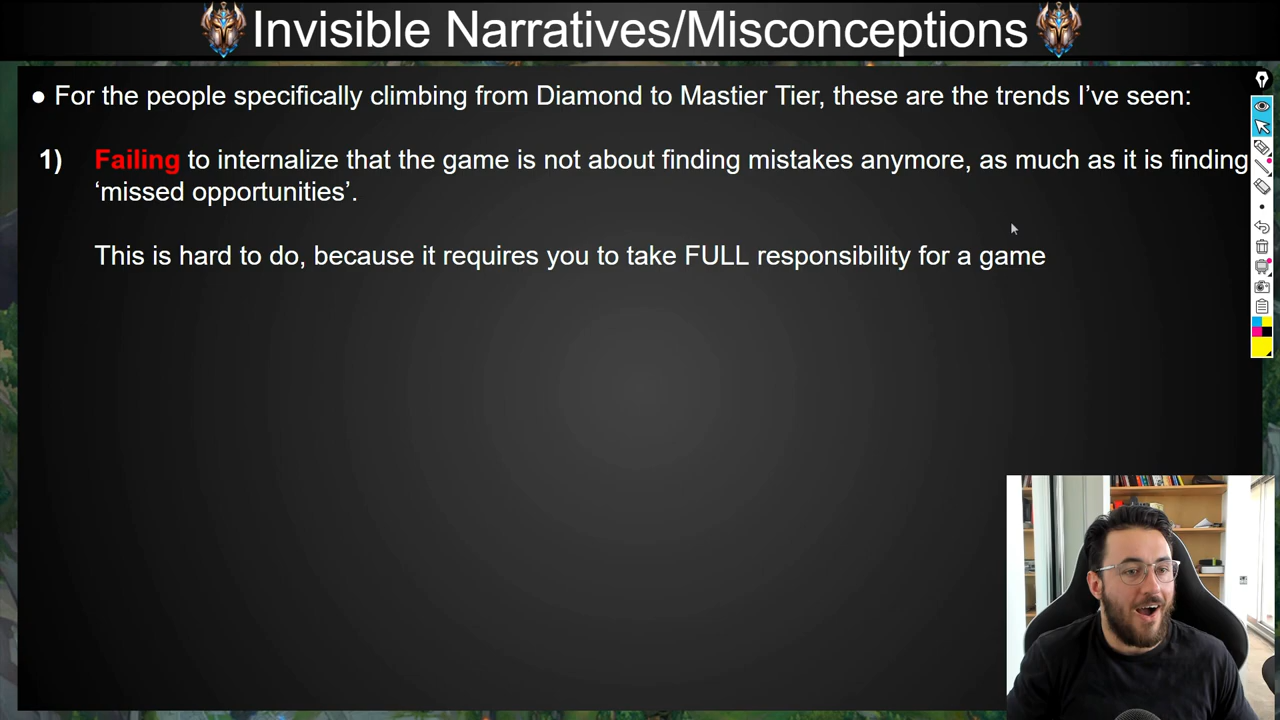 Invisible Narratives/Misconceptions
● For the people specifically climbing from Diamond to Mastier Tier, these are the trends I’ve seen:
1) Failing to internalize that the game is not about finding mistakes anymore, as much as it is finding
‘missed opportunities’.
This is hard to do, because it requires you to take FULL responsibility for a game